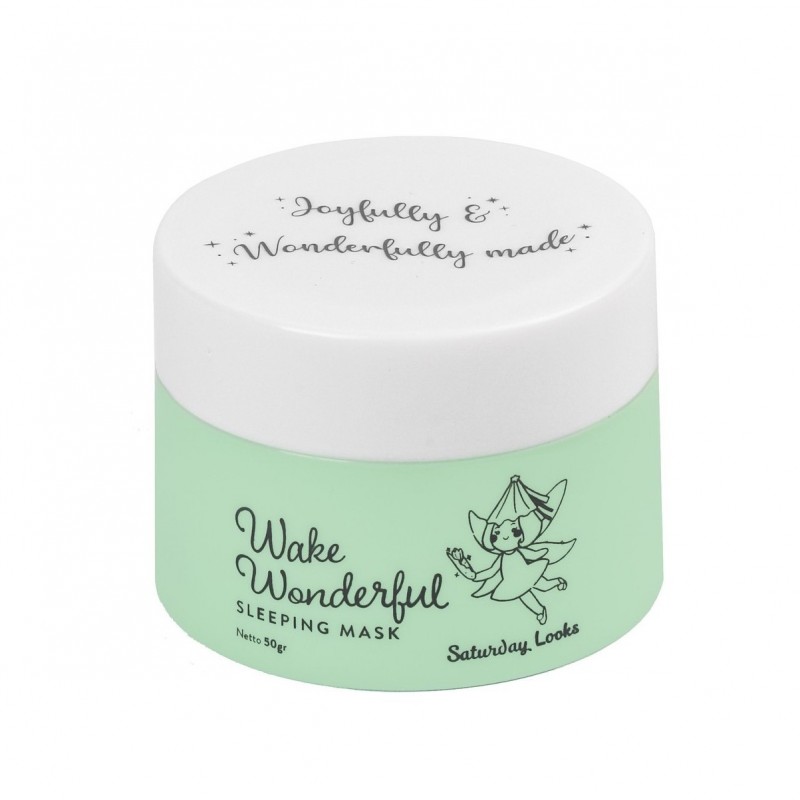 Joyfully &
Wonderfully made
Wake
Wonderful
SLEEPING MASK
Netto 50gr
Saturday Looks